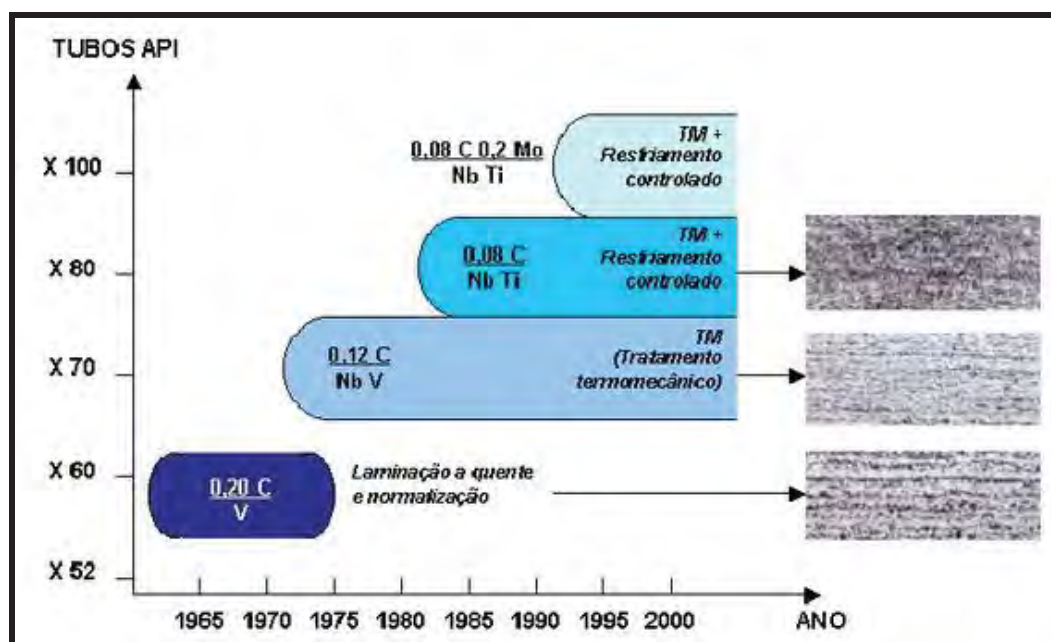 TUBOS API
X 100
X 80
X 70
X 60
X 52
0,08 C 0,2 Mo
Nb Ti
TM +
Resfriamento
controlado
0,08 C
Nb Ti
TM +
Resfriamento
controlado
0,12 C
Nb V
TM
(Tratamento
termomecânico)
0,20 C
V
Laminação a quente
e normalização
1965 1970 1975 1980 1985 1990 1995 2000 ANO